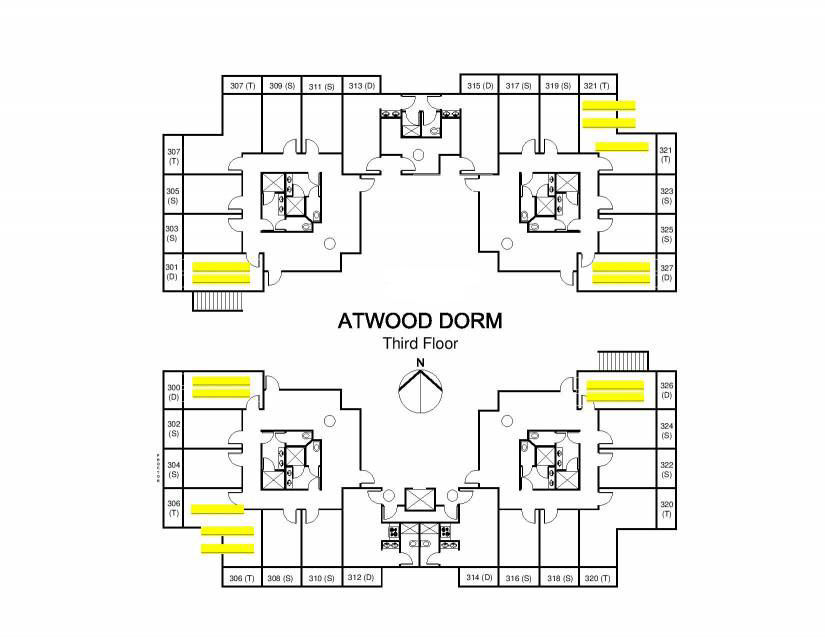 307 (T) 309 (S) 311 (S) 313 (D) 315 (D) 317 (S) 319 (S) 321 (T)
307
(T)
321
(T)
305
(S)
323
(S)
303
(S)
325
(S)
301
(D)
327
(D)
ATWOOD DORM
Third Floor
N
300
(D)
326
(D)
302
(S)
324
(S)
PROCTOR
304
(S)
322
(S)
306
(T)
320
(T)
306 (T) 308 (S) 310 (S) 312 (D) 314 (D) 316 (S) 318 (S) 320 (T)